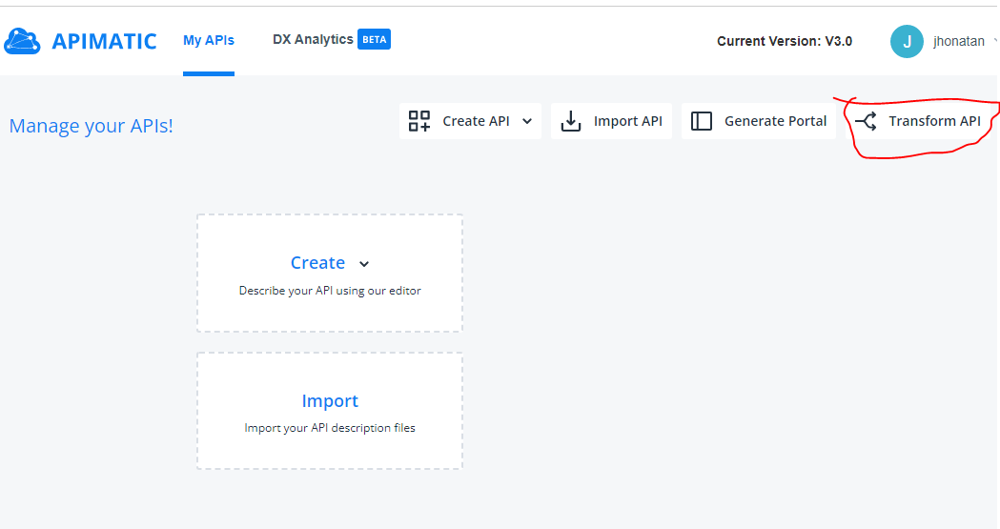 APIMATIC My APIs DX Analytics BETA Current Version: V3.0 J jhonatan
Manage your APIs! Create API Import API Generate Portal Transform API
Create
Describe your API using our editor
Import
Import your API description files